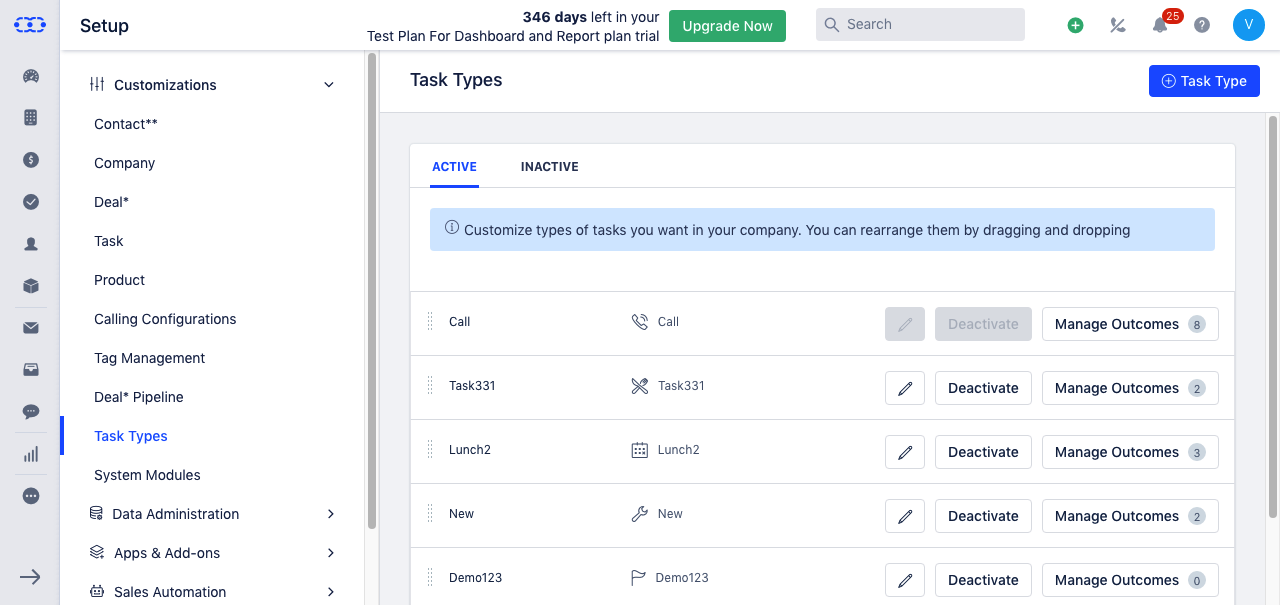 Setup
346 days left in your
Test Plan For Dashboard and Report plan trial
Upgrade Now
Search
25
V
Customizations
Contact**
Company
Deal*
Task
Product
Calling Configurations
Tag Management
Deal* Pipeline
Task Types
System Modules
Data Administration
Apps & Add-ons
Sales Automation
Task Types
Task Type
ACTIVE INACTIVE
Customize types of tasks you want in your company. You can rearrange them by dragging and dropping
Call Call Deactivate Manage Outcomes 8
Task331 Task331 Deactivate Manage Outcomes 2
Lunch2 Lunch2 Deactivate Manage Outcomes 3
New New Deactivate Manage Outcomes 2
Demo123 Demo123 Deactivate Manage Outcomes 0